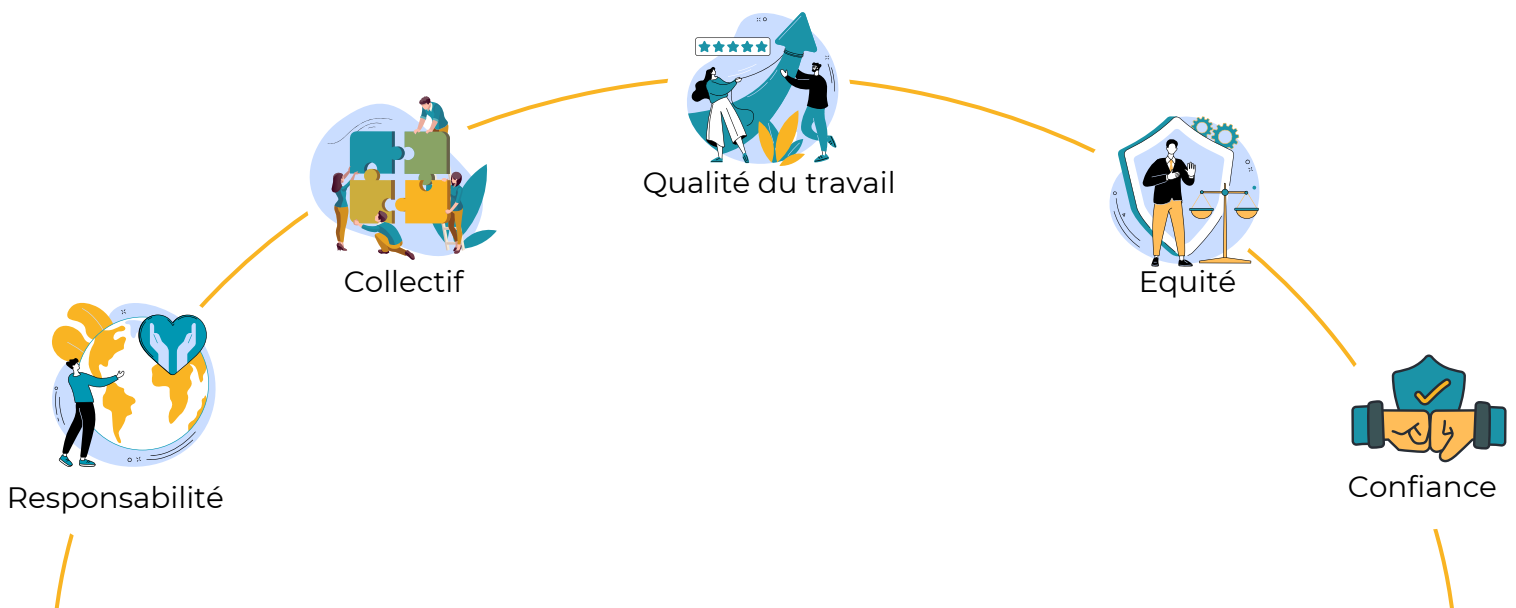 Responsabilité
Collectif
Qualité du travail
Equité
Confiance